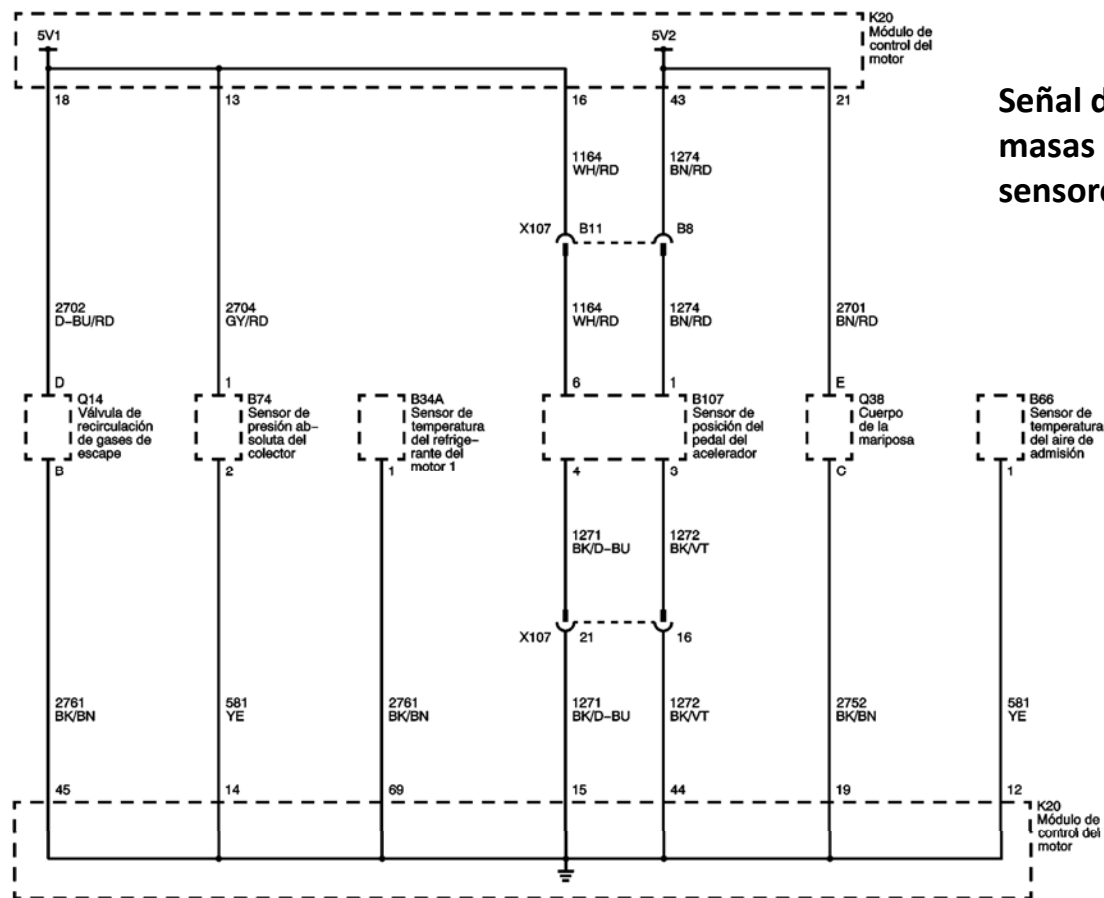 K20
Módulo de
control del
motor
5V1
5V2
18
13
16
43
21
Señal d
masas
sensor
1164
WH/RD
1274
BN/RD
X107
B11
B8
2702
D-BU/RD
2704
GY/RD
1164
WH/RD
1274
BN/RD
2701
BN/RD
D
1
6
1
E
Q14
Válvula de
recirculación
de gases de
escape
B74
Sensor de
presión ab-
soluta del
colector
B34A
Sensor de
temperatura
del refrige-
rante del
motor 1
B107
Sensor de
posición del
pedal del
acelerador
Q38
Cuerpo
de la
mariposa
B66
Sensor de
temperatura
del aire de
admisión
B
2
1
4
3
C
1
1271
BK/D-BU
1272
BK/VT
X107
21
16
2761
BK/BN
581
YE
2761
BK/BN
1271
BK/D-BU
1272
BK/VT
2752
BK/BN
581
YE
45
14
69
15
44
19
12
K20
Módulo de
control del
motor